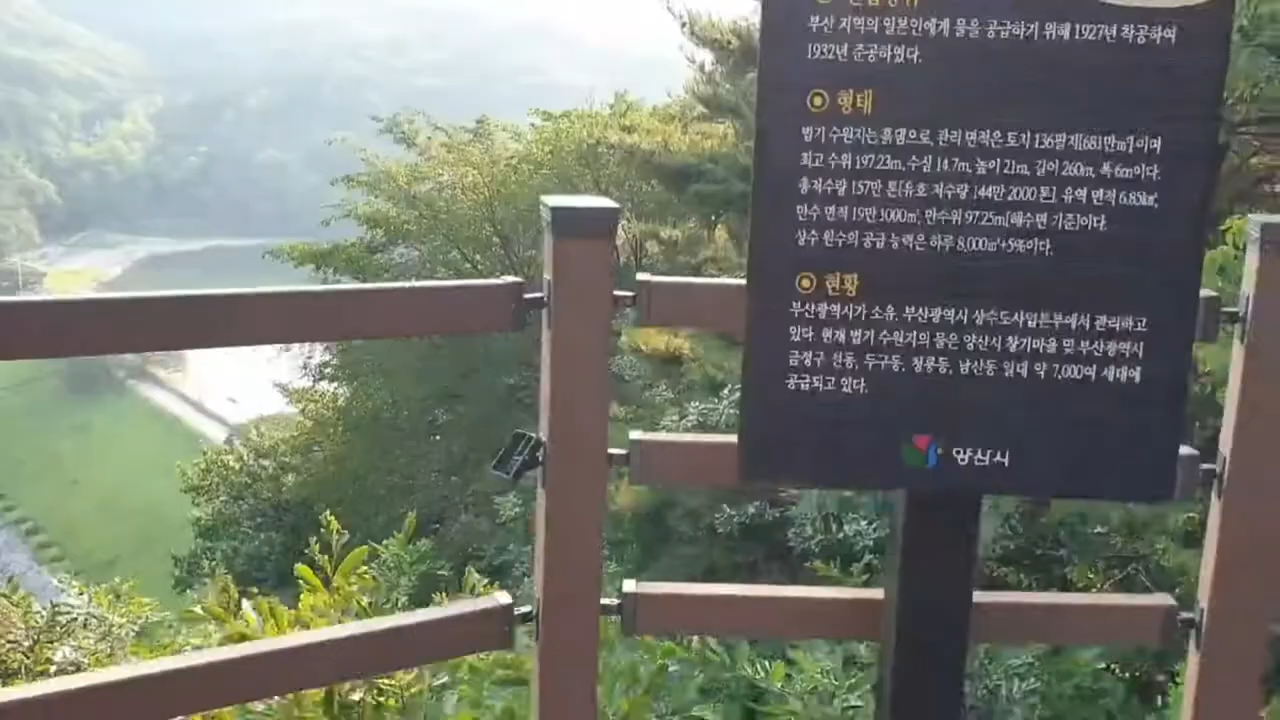 부산 지역의 일본인에게 물을 공급하기 위해 1927년 착공하여
1932년 준공하였다.
형태
범기 수원지는 흙댐으로, 관리 면적은 토지 136필지[681만㎡]이며
최고 수위 197.23m, 수심 14.7m, 높이 21m, 길이 260m, 폭 6m이다.
총저수량 157만 톤[유효 저수량 144만 2000톤] 유역 면적 6.85㎢,
만수 면적 19만 3000㎡, 만수위 97.25m[해수면 기준]이다.
상수 원수의 공급 능력은 하루 8,000㎥+5%이다.
현황
부산광역시가 소유, 부산광역시 상수도사업본부에서 관리하고
있다. 현재 범기 수원지의 물은 양산시 창기마을 및 부산광역시
금정구 선동, 두구동, 청룡동, 남산동 일대 약 7,000여 세대에
공급되고 있다.
양산시